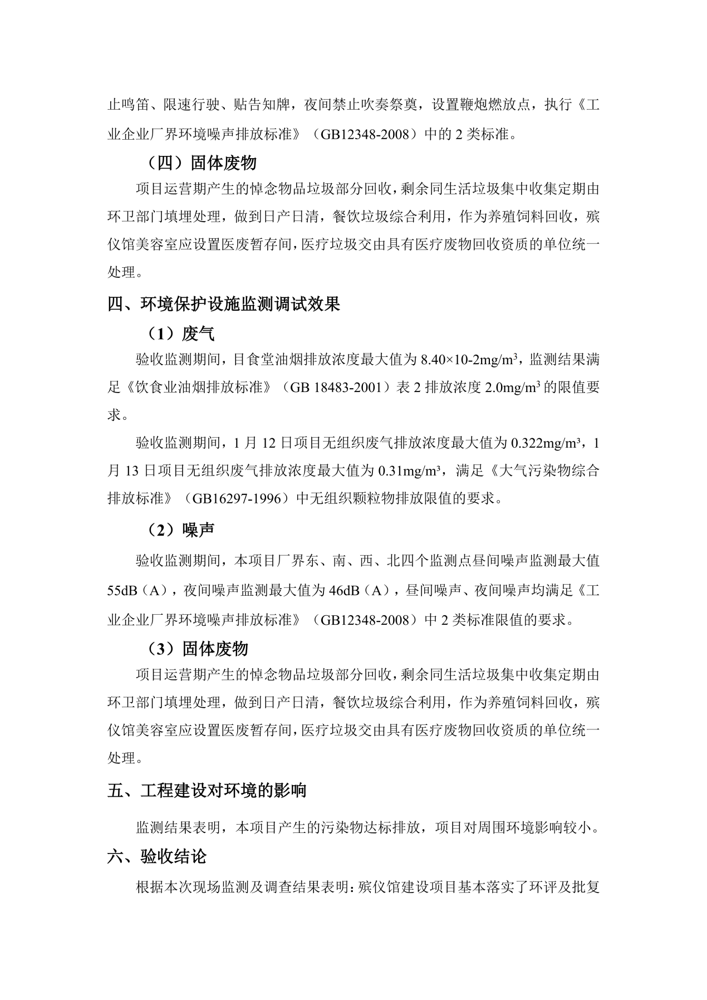 止鸣笛、限速行驶、贴告知牌，夜间禁止吹奏祭奠，设置鞭炮燃放点，执行《工
业企业厂界环境噪声排放标准》（GB12348-2008）中的 2 类标准。
（四）固体废物
项目运营期产生的悼念物品垃圾部分回收，剩余同生活垃圾集中收集定期由
环卫部门填埋处理，做到日产日清，餐饮垃圾综合利用，作为养殖饲料回收，殡
仪馆美容室应设置医废暂存间，医疗垃圾交由具有医疗废物回收资质的单位统一
处理。
四、环境保护设施监测调试效果
（1）废气
验收监测期间，目食堂油烟排放浓度最大值为 8.40×10-2mg/m³，监测结果满
足《饮食业油烟排放标准》（GB 18483-2001）表 2 排放浓度 2.0mg/m³ 的限值要
求。
验收监测期间，1 月 12 日项目无组织废气排放浓度最大值为 0.322mg/m³，1
月 13 日项目无组织废气排放浓度最大值为 0.31mg/m³，满足《大气污染物综合
排放标准》（GB16297-1996）中无组织颗粒物排放限值的要求。
（2）噪声
验收监测期间，本项目厂界东、南、西、北四个监测点昼间噪声监测最大值
55dB（A），夜间噪声监测最大值为 46dB（A），昼间噪声、夜间噪声均满足《工
业企业厂界环境噪声排放标准》（GB12348-2008）中 2 类标准限值的要求。
（3）固体废物
项目运营期产生的悼念物品垃圾部分回收，剩余同生活垃圾集中收集定期由
环卫部门填埋处理，做到日产日清，餐饮垃圾综合利用，作为养殖饲料回收，殡
仪馆美容室应设置医废暂存间，医疗垃圾交由具有医疗废物回收资质的单位统一
处理。
五、工程建设对环境的影响
监测结果表明，本项目产生的污染物达标排放，项目对周围环境影响较小。
六、验收结论
根据本次现场监测及调查结果表明：殡仪馆建设项目基本落实了环评及批复